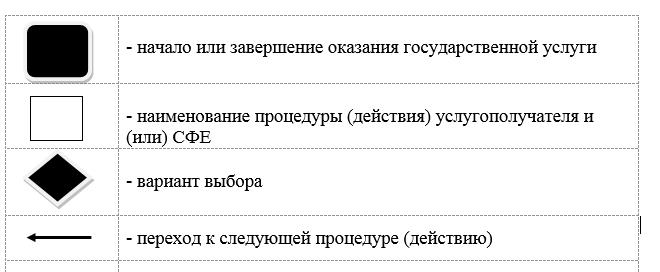 - начало или завершение оказания государственной услуги
- наименование процедуры (действия) услугополучателя и
(или) СФЕ
- вариант выбора
- переход к следующей процедуре (действию)